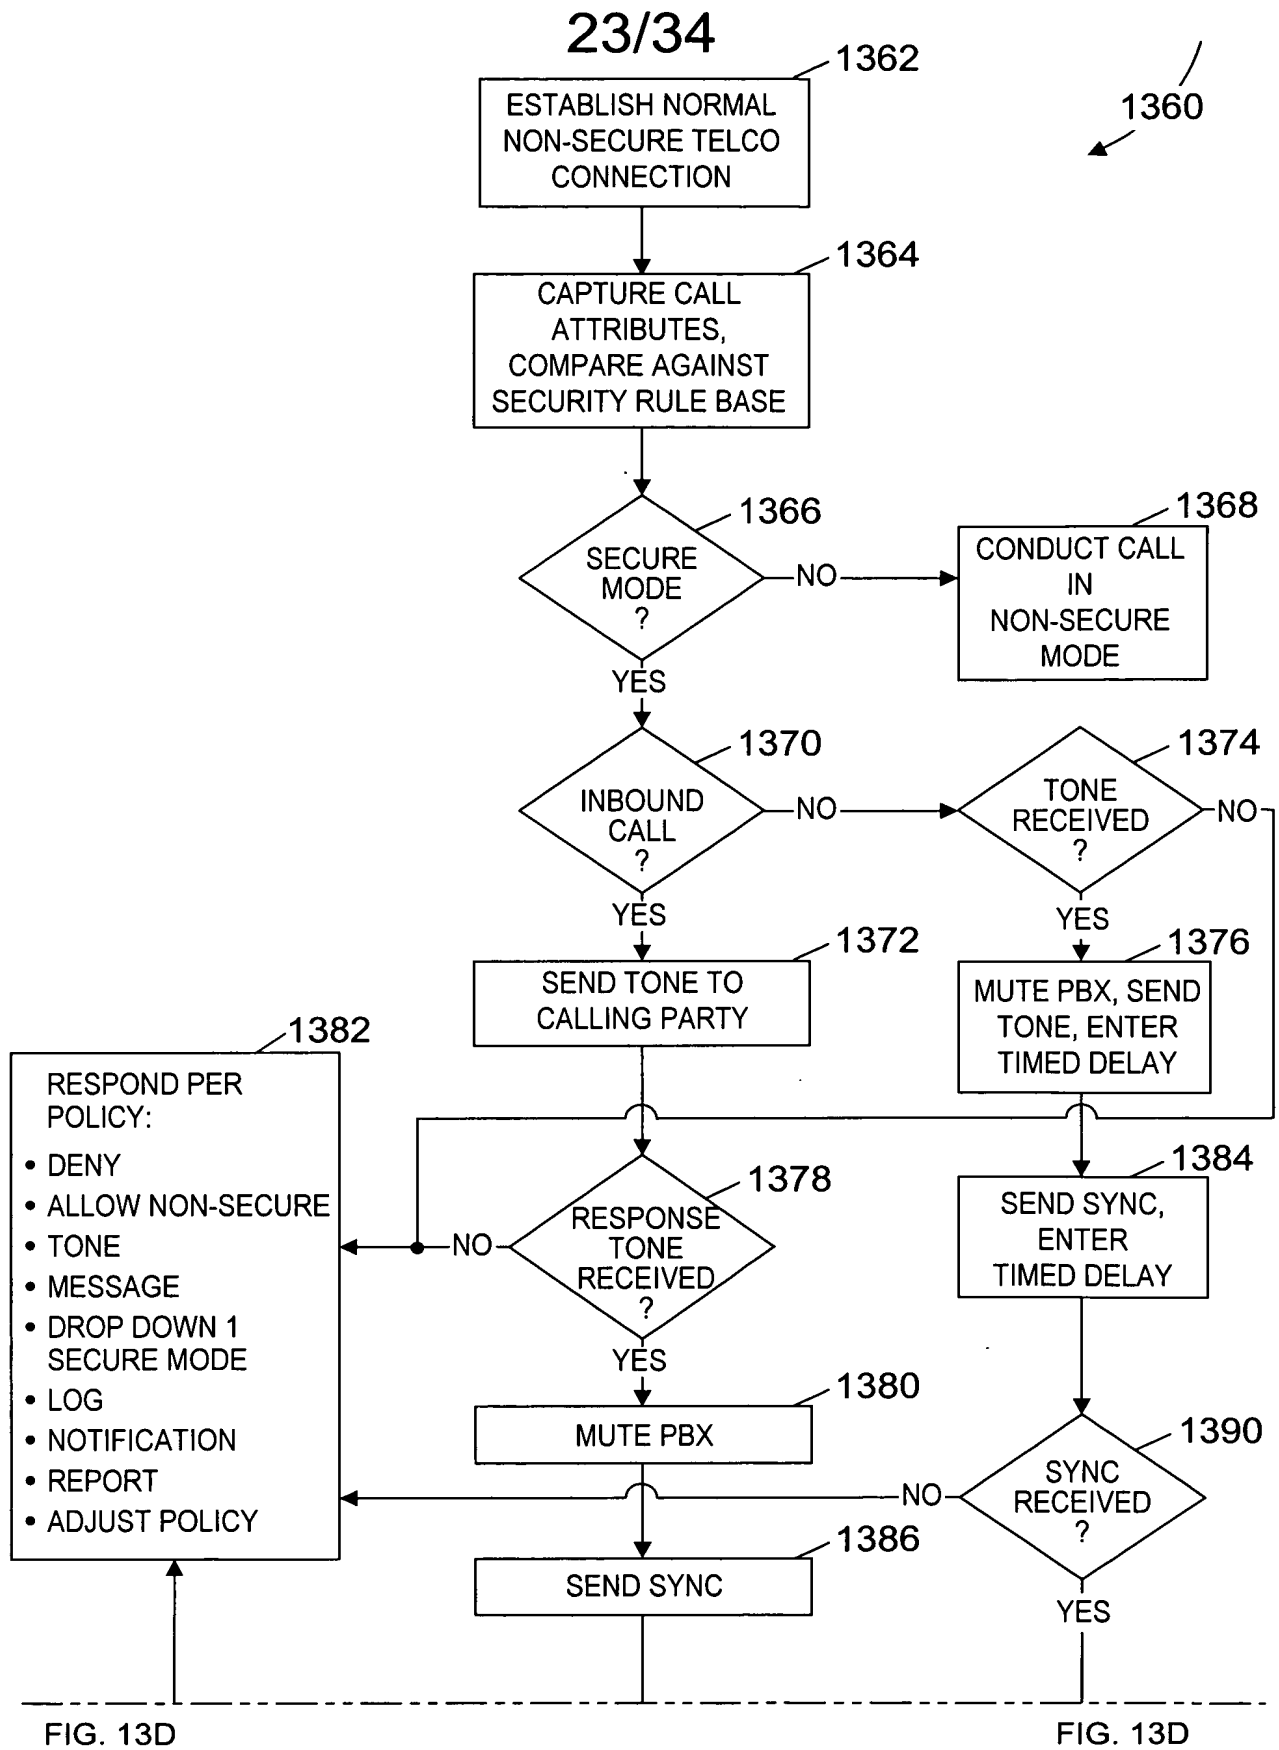 23/34
1362
ESTABLISH NORMAL
NON-SECURE TELCO
CONNECTION
1360
1364
CAPTURE CALL
ATTRIBUTES,
COMPARE AGAINST
SECURITY RULE BASE
1366
SECURE
MODE
?
NO
1368
CONDUCT CALL
IN
NON-SECURE
MODE
YES
1370
INBOUND
CALL
?
NO
1374
TONE
RECEIVED
?
NO
YES
YES
1372
SEND TONE TO
CALLING PARTY
1376
MUTE PBX, SEND
TONE, ENTER
TIMED DELAY
1382
RESPOND PER
POLICY:
• DENY
• ALLOW NON-SECURE
• TONE
• MESSAGE
• DROP DOWN 1
SECURE MODE
• LOG
• NOTIFICATION
• REPORT
• ADJUST POLICY
1378
RESPONSE
TONE
RECEIVED
?
NO
YES
1384
SEND SYNC,
ENTER
TIMED DELAY
1380
MUTE PBX
1390
SYNC
RECEIVED
?
NO
YES
1386
SEND SYNC
FIG. 13D
FIG. 13D